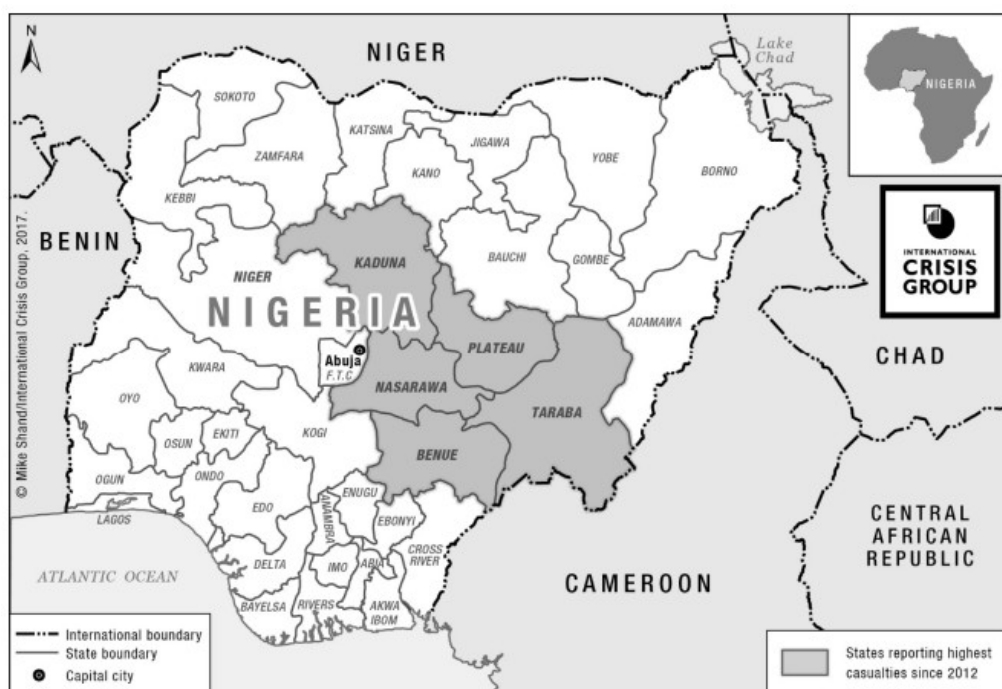 N
NIGER
Lake
Chad
NIGERIA
SOKOTO
KATSINA
JIGAWA
ZAMFARA
KANO
YOBE
BORNO
KEBBI
BENIN
INTERNATIONAL
CRISIS
GROUP
NIGER
KADUNA
BAUCHI
GOMBE
NIGERIA
ADAMAWA
CHAD
PLATEAU
Abuja
F.T.C
KWARA
NASARAWA
OYO
TARABA
KOGI
OSUN
EKITI
BENUE
OGUN
ONDO
ENUGU
LAGOS
EDO
ANAMBRA
EBONYI
CENTRAL
AFRICAN
REPUBLIC
CROSS
RIVER
DELTA
IMO
ABIA
ATLANTIC OCEAN
CAMEROON
BAYELSA
RIVERS
AKWA
IBOM
© Mike Shand/International Crisis Group, 2017.
International boundary
State boundary
Capital city
States reporting highest
casualties since 2012